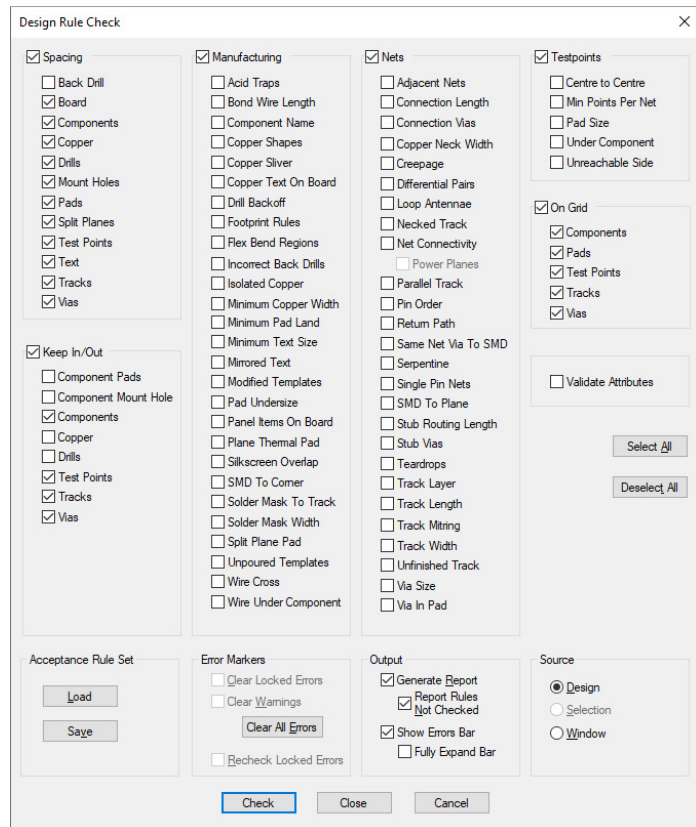 Design Rule Check
Spacing
Back Drill
Board
Components
Copper
Drills
Mount Holes
Pads
Split Planes
Test Points
Text
Tracks
Vias
Keep In/Out
Component Pads
Component Mount Hole
Components
Copper
Drills
Test Points
Tracks
Vias
Manufacturing
Acid Traps
Bond Wire Length
Component Name
Copper Shapes
Copper Sliver
Copper Text On Board
Drill Backoff
Footprint Rules
Flex Bend Regions
Incorrect Back Drills
Isolated Copper
Minimum Copper Width
Minimum Pad Land
Minimum Text Size
Mirrored Text
Modified Templates
Pad Undersize
Panel Items On Board
Plane Thermal Pad
Silkscreen Overlap
SMD To Corner
Solder Mask To Track
Solder Mask Width
Split Plane Pad
Unpoured Templates
Wire Cross
Wire Under Component
Nets
Adjacent Nets
Connection Length
Connection Vias
Copper Neck Width
Creepage
Differential Pairs
Loop Antennae
Necked Track
Net Connectivity
Power Planes
Parallel Track
Pin Order
Return Path
Same Net Via To SMD
Serpentine
Single Pin Nets
SMD To Plane
Stub Routing Length
Stub Vias
Teardrops
Track Layer
Track Length
Track Mitring
Track Width
Unfinished Track
Via Size
Via In Pad
Testpoints
Centre to Centre
Min Points Per Net
Pad Size
Under Component
Unreachable Side
On Grid
Components
Pads
Test Points
Tracks
Vias
Validate Attributes
Select All
Deselect All
Acceptance Rule Set
Load
Save
Error Markers
Clear Locked Errors
Clear Warnings
Clear All Errors
Recheck Locked Errors
Output
Generate Report
Report Rules
Not Checked
Show Errors Bar
Fully Expand Bar
Source
Design
Selection
Window
Check
Close
Cancel